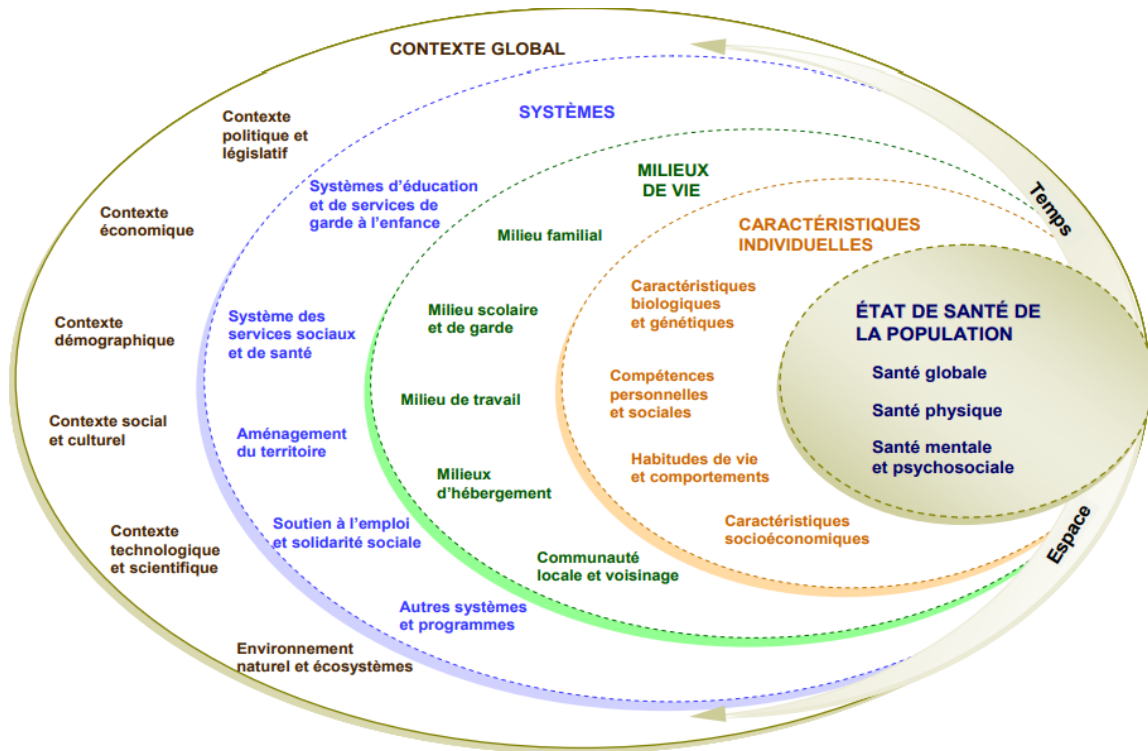 CONTEXTE GLOBAL
Contexte
politique et
législatif
Contexte
économique
Contexte
démographique
Contexte social
et culturel
Contexte
technologique
et scientifique
Environnement
naturel et écosystèmes
SYSTÈMES
Systèmes d'éducation
et de services de
garde à l'enfance
Système des
services sociaux
et de santé
Aménagement
du territoire
Soutien à l'emploi
et solidarité sociale
Autres systèmes
et programmes
MILIEUX
DE VIE
Milieu familial
Milieu scolaire
et de garde
Milieu de travail
Milieux
d'hébergement
Communauté
locale et voisinage
CARACTÉRISTIQUES
INDIVIDUELLES
Caractéristiques
biologiques
et génétiques
Compétences
personnelles
et sociales
Habitudes de vie
et comportements
Caractéristiques
socioéconomiques
ÉTAT DE SANTÉ DE
LA POPULATION
Santé globale
Santé physique
Santé mentale
et psychosociale
Temps
Espace